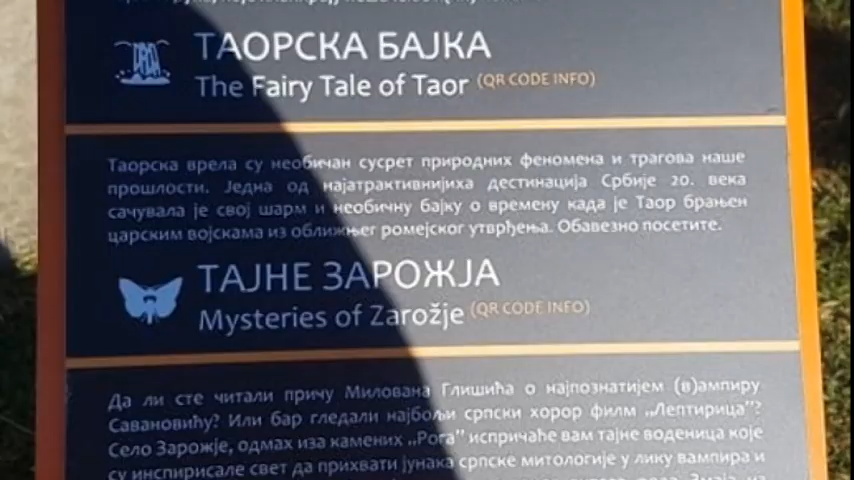 ТАОРСКА БАЈКА
The Fairy Tale of Taor (QR CODE INFO)
Таорска врела су необичан сусрет природних феномена и трагова наше
прошлости. Једна од најатрактивнијиха дестинација Србије 20. века
сачувала је свој шарм и необичну бајку о времену када је Таор брањен
царским војскама из оближњег ромејског утврђења. Обавезно посетите.
ТАЈНЕ ЗАРОЖЈА
Mysteries of Zarožje (QR CODE INFO)
Да ли сте читали причу Милована Глишића о најпознатијем (в)ампиру
Савановићу? Или бар гледали најбољи српски хорор филм „Лептирица"?
Село Зарожје, одмах иза камених „Рога" испричаће вам тајне воденица које
су инспирисале свет да прихвати јунака српске митологије у лику вампира и